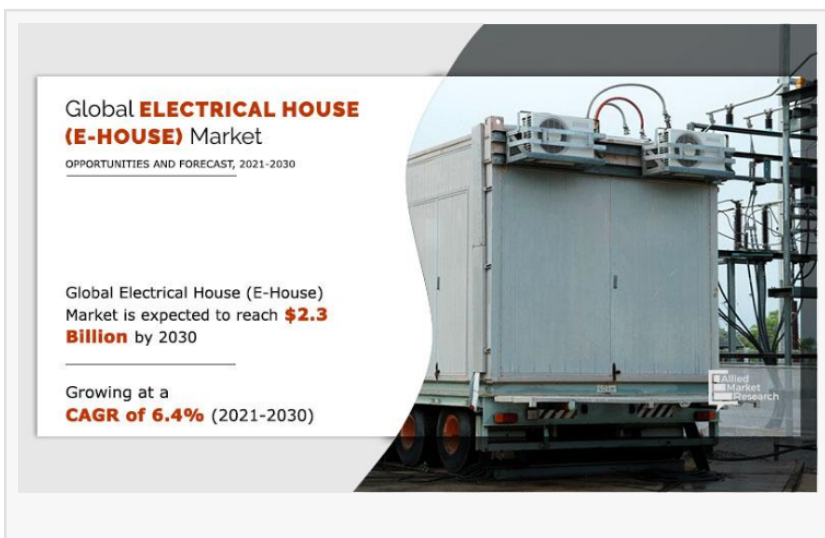 Global ELECTRICAL HOUSE
(E-HOUSE) Market
OPPORTUNITIES AND FORECAST, 2021-2030
Global Electrical House (E-House)
Market is expected to reach $2.3
Billion by 2030
Growing at a
CAGR of 6.4% (2021-2030)
Allied
Market
Research